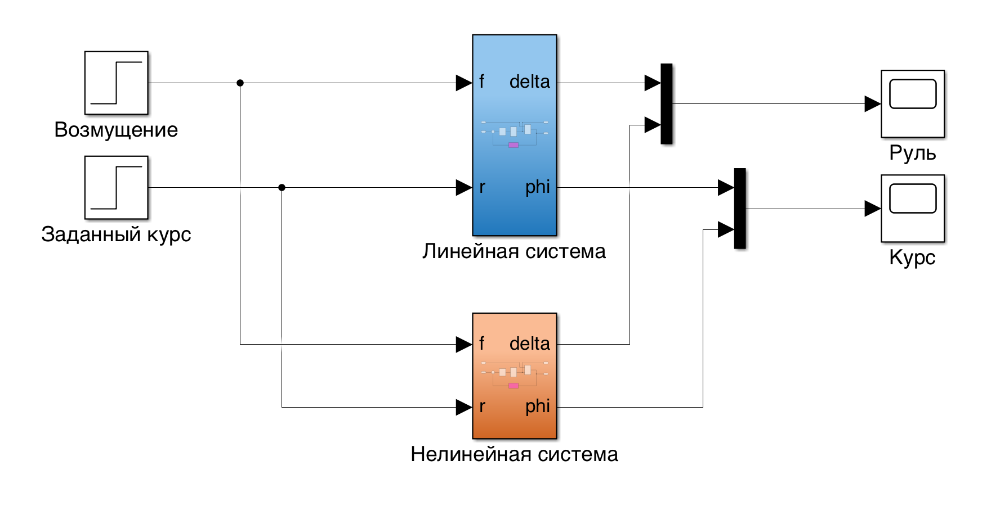 Возмущение
Заданный курс
f delta
r phi
Линейная система
f delta
r phi
Нелинейная система
Руль
Курс